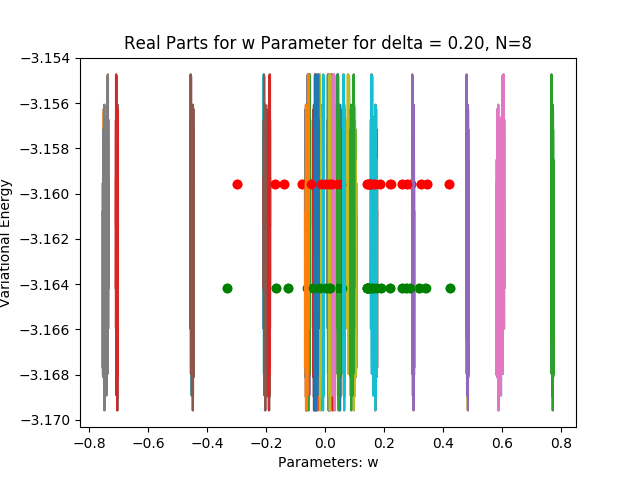 Real Parts for w Parameter for delta = 0.20, N=8
Variational Energy
−3.154
−3.156
−3.158
−3.160
−3.162
−3.164
−3.166
−3.168
−3.170
−0.8 −0.6 −0.4 −0.2 0.0 0.2 0.4 0.6 0.8
Parameters: w